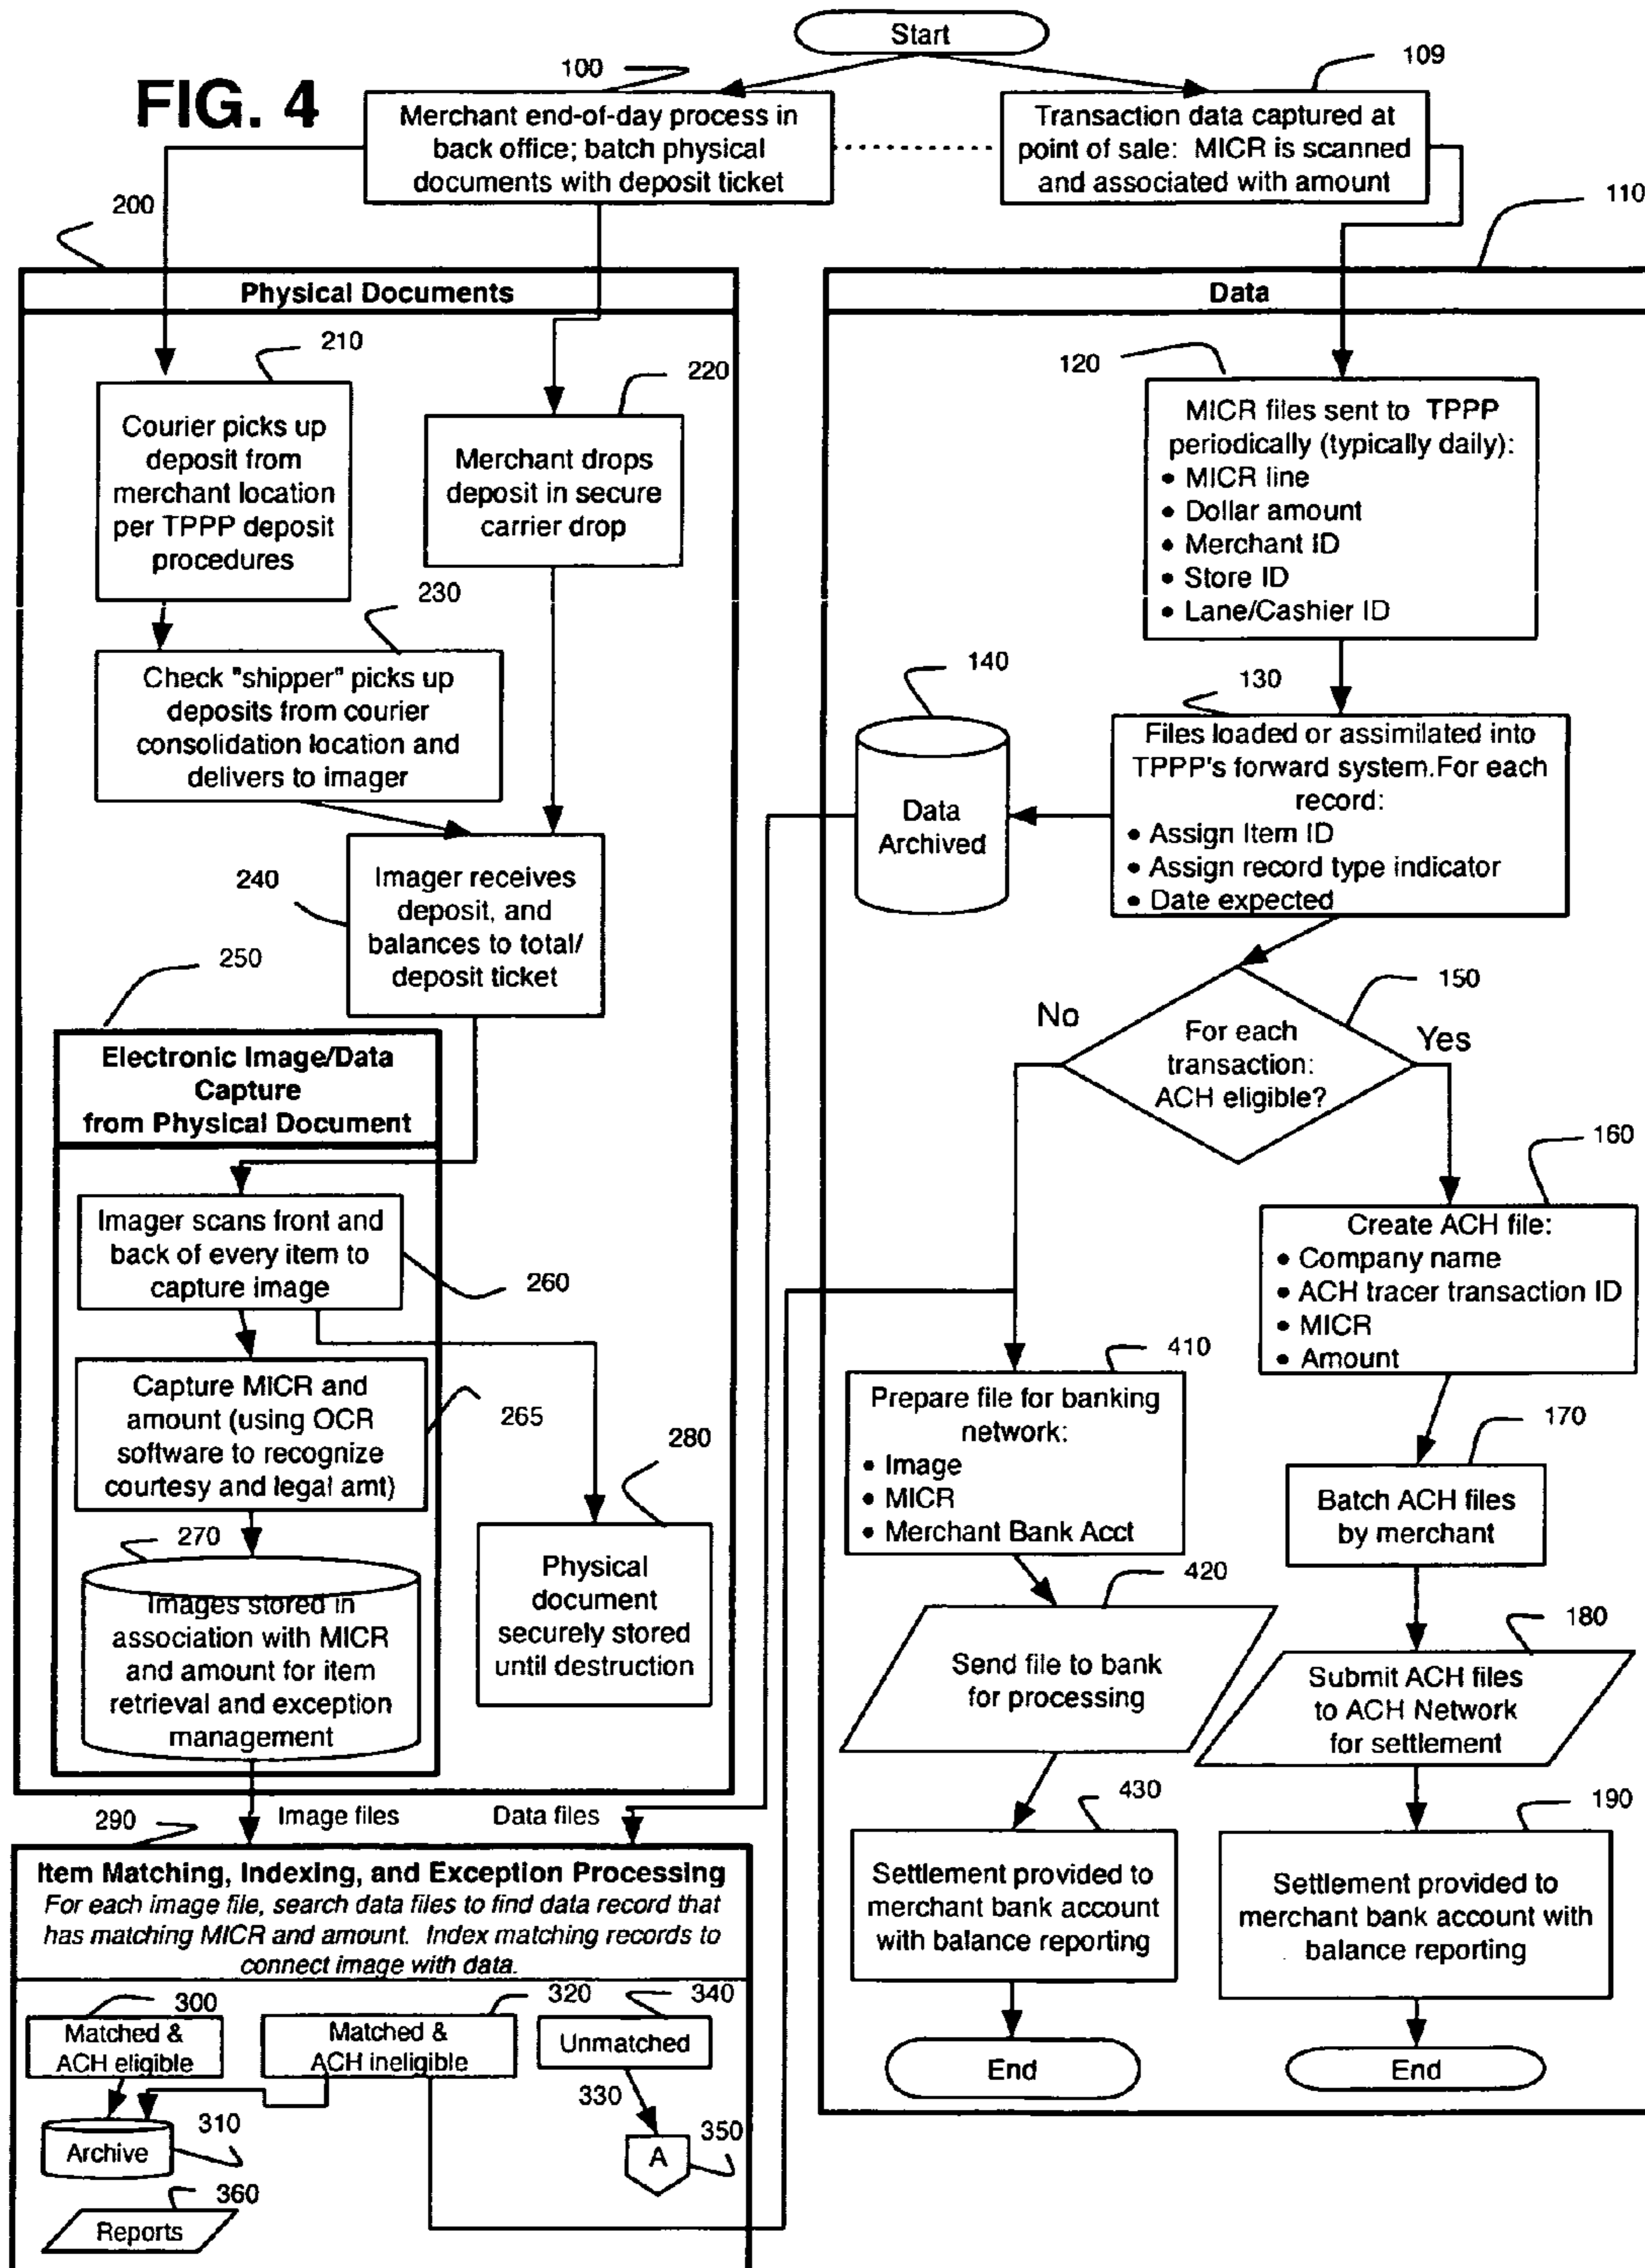 FIG. 4
Start
100
109
Merchant end-of-day process in
back office; batch physical
documents with deposit ticket
Transaction data captured at
point of sale: MICR is scanned
and associated with amount
200
110
Physical Documents
210
220
Courier picks up
deposit from
merchant location
per TPPP deposit
procedures
Merchant drops
deposit in secure
carrier drop
230
Check "shipper" picks up
deposits from courier
consolidation location and
delivers to imager
240
Imager receives
deposit, and
balances to total/
deposit ticket
250
Electronic Image/Data
Capture
from Physical Document
Imager scans front and
back of every item to
capture image
260
Capture MICR and
amount (using OCR
software to recognize
courtesy and legal amt)
265
270
Images stored in
association with MICR
and amount for item
retrieval and exception
management
280
Physical
document
securely stored
until destruction
Data
120
MICR files sent to TPPP
periodically (typically daily):
• MICR line
• Dollar amount
• Merchant ID
• Store ID
• Lane/Cashier ID
140
130
Data
Archived
Files loaded or assimilated into
TPPP's forward system.For each
record:
• Assign Item ID
• Assign record type indicator
• Date expected
150
No
For each
transaction:
ACH eligible?
Yes
160
Create ACH file:
• Company name
• ACH tracer transaction ID
• MICR
• Amount
410
Prepare file for banking
network:
• Image
• MICR
• Merchant Bank Acct
170
Batch ACH files
by merchant
420
Send file to bank
for processing
180
Submit ACH files
to ACH Network
for settlement
430
Settlement provided to
merchant bank account
with balance reporting
190
Settlement provided to
merchant bank account with
balance reporting
End
End
290
Image files
Data files
Item Matching, Indexing, and Exception Processing
For each image file, search data files to find data record that
has matching MICR and amount. Index matching records to
connect image with data.
300
320
340
Matched &
ACH eligible
Matched &
ACH ineligible
Unmatched
330
310
Archive
A
350
360
Reports